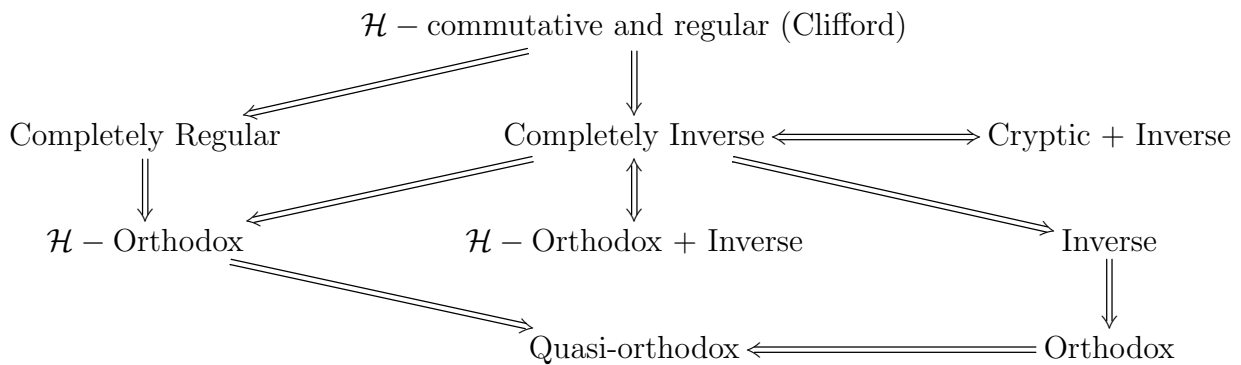 ℋ – commutative and regular (Clifford)
Completely Regular Completely Inverse Cryptic + Inverse
ℋ – Orthodox ℋ – Orthodox + Inverse Inverse
Quasi-orthodox Orthodox